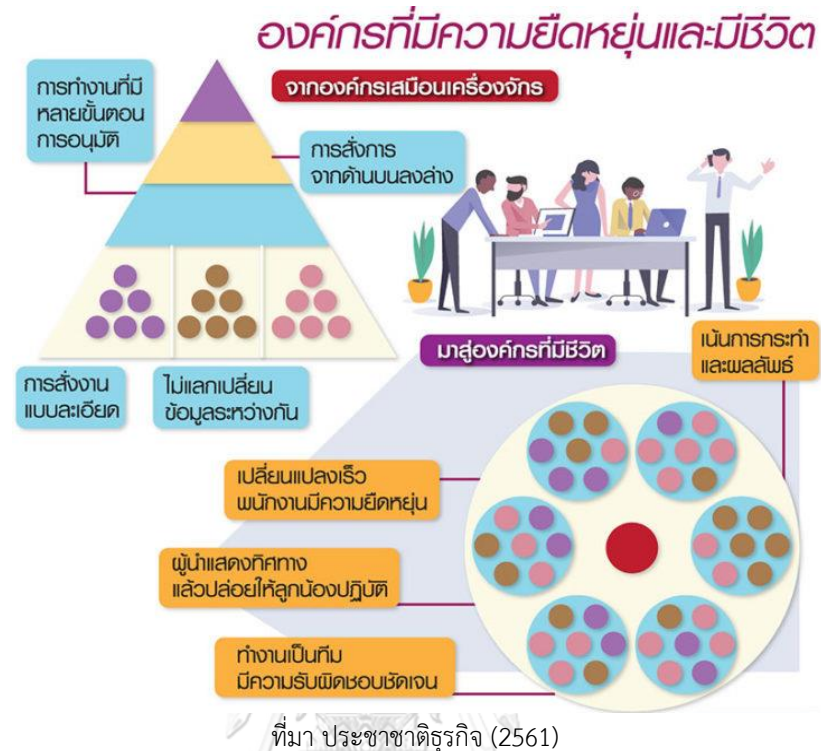 องค์กรที่มีความยืดหยุ่นและมีชีวิต
จากองค์กรเสมือนเครื่องจักร
การทำงานที่มี
หลายขั้นตอน
การอนุมัติ
การสั่งการ
จากด้านบนลงล่าง
การสั่งงาน
แบบละเอียด
ไม่แลกเปลี่ยน
ข้อมูลระหว่างกัน
มาสู่องค์กรที่มีชีวิต
เน้นการกระทำ
และผลลัพธ์
เปลี่ยนแปลงเร็ว
พนักงานมีความยืดหยุ่น
ผู้นำแสดงทิศทาง
แล้วปล่อยให้ลูกน้องปฏิบัติ
ทำงานเป็นทีม
มีความรับผิดชอบชัดเจน
ที่มา ประชาชาติธุรกิจ (2561)